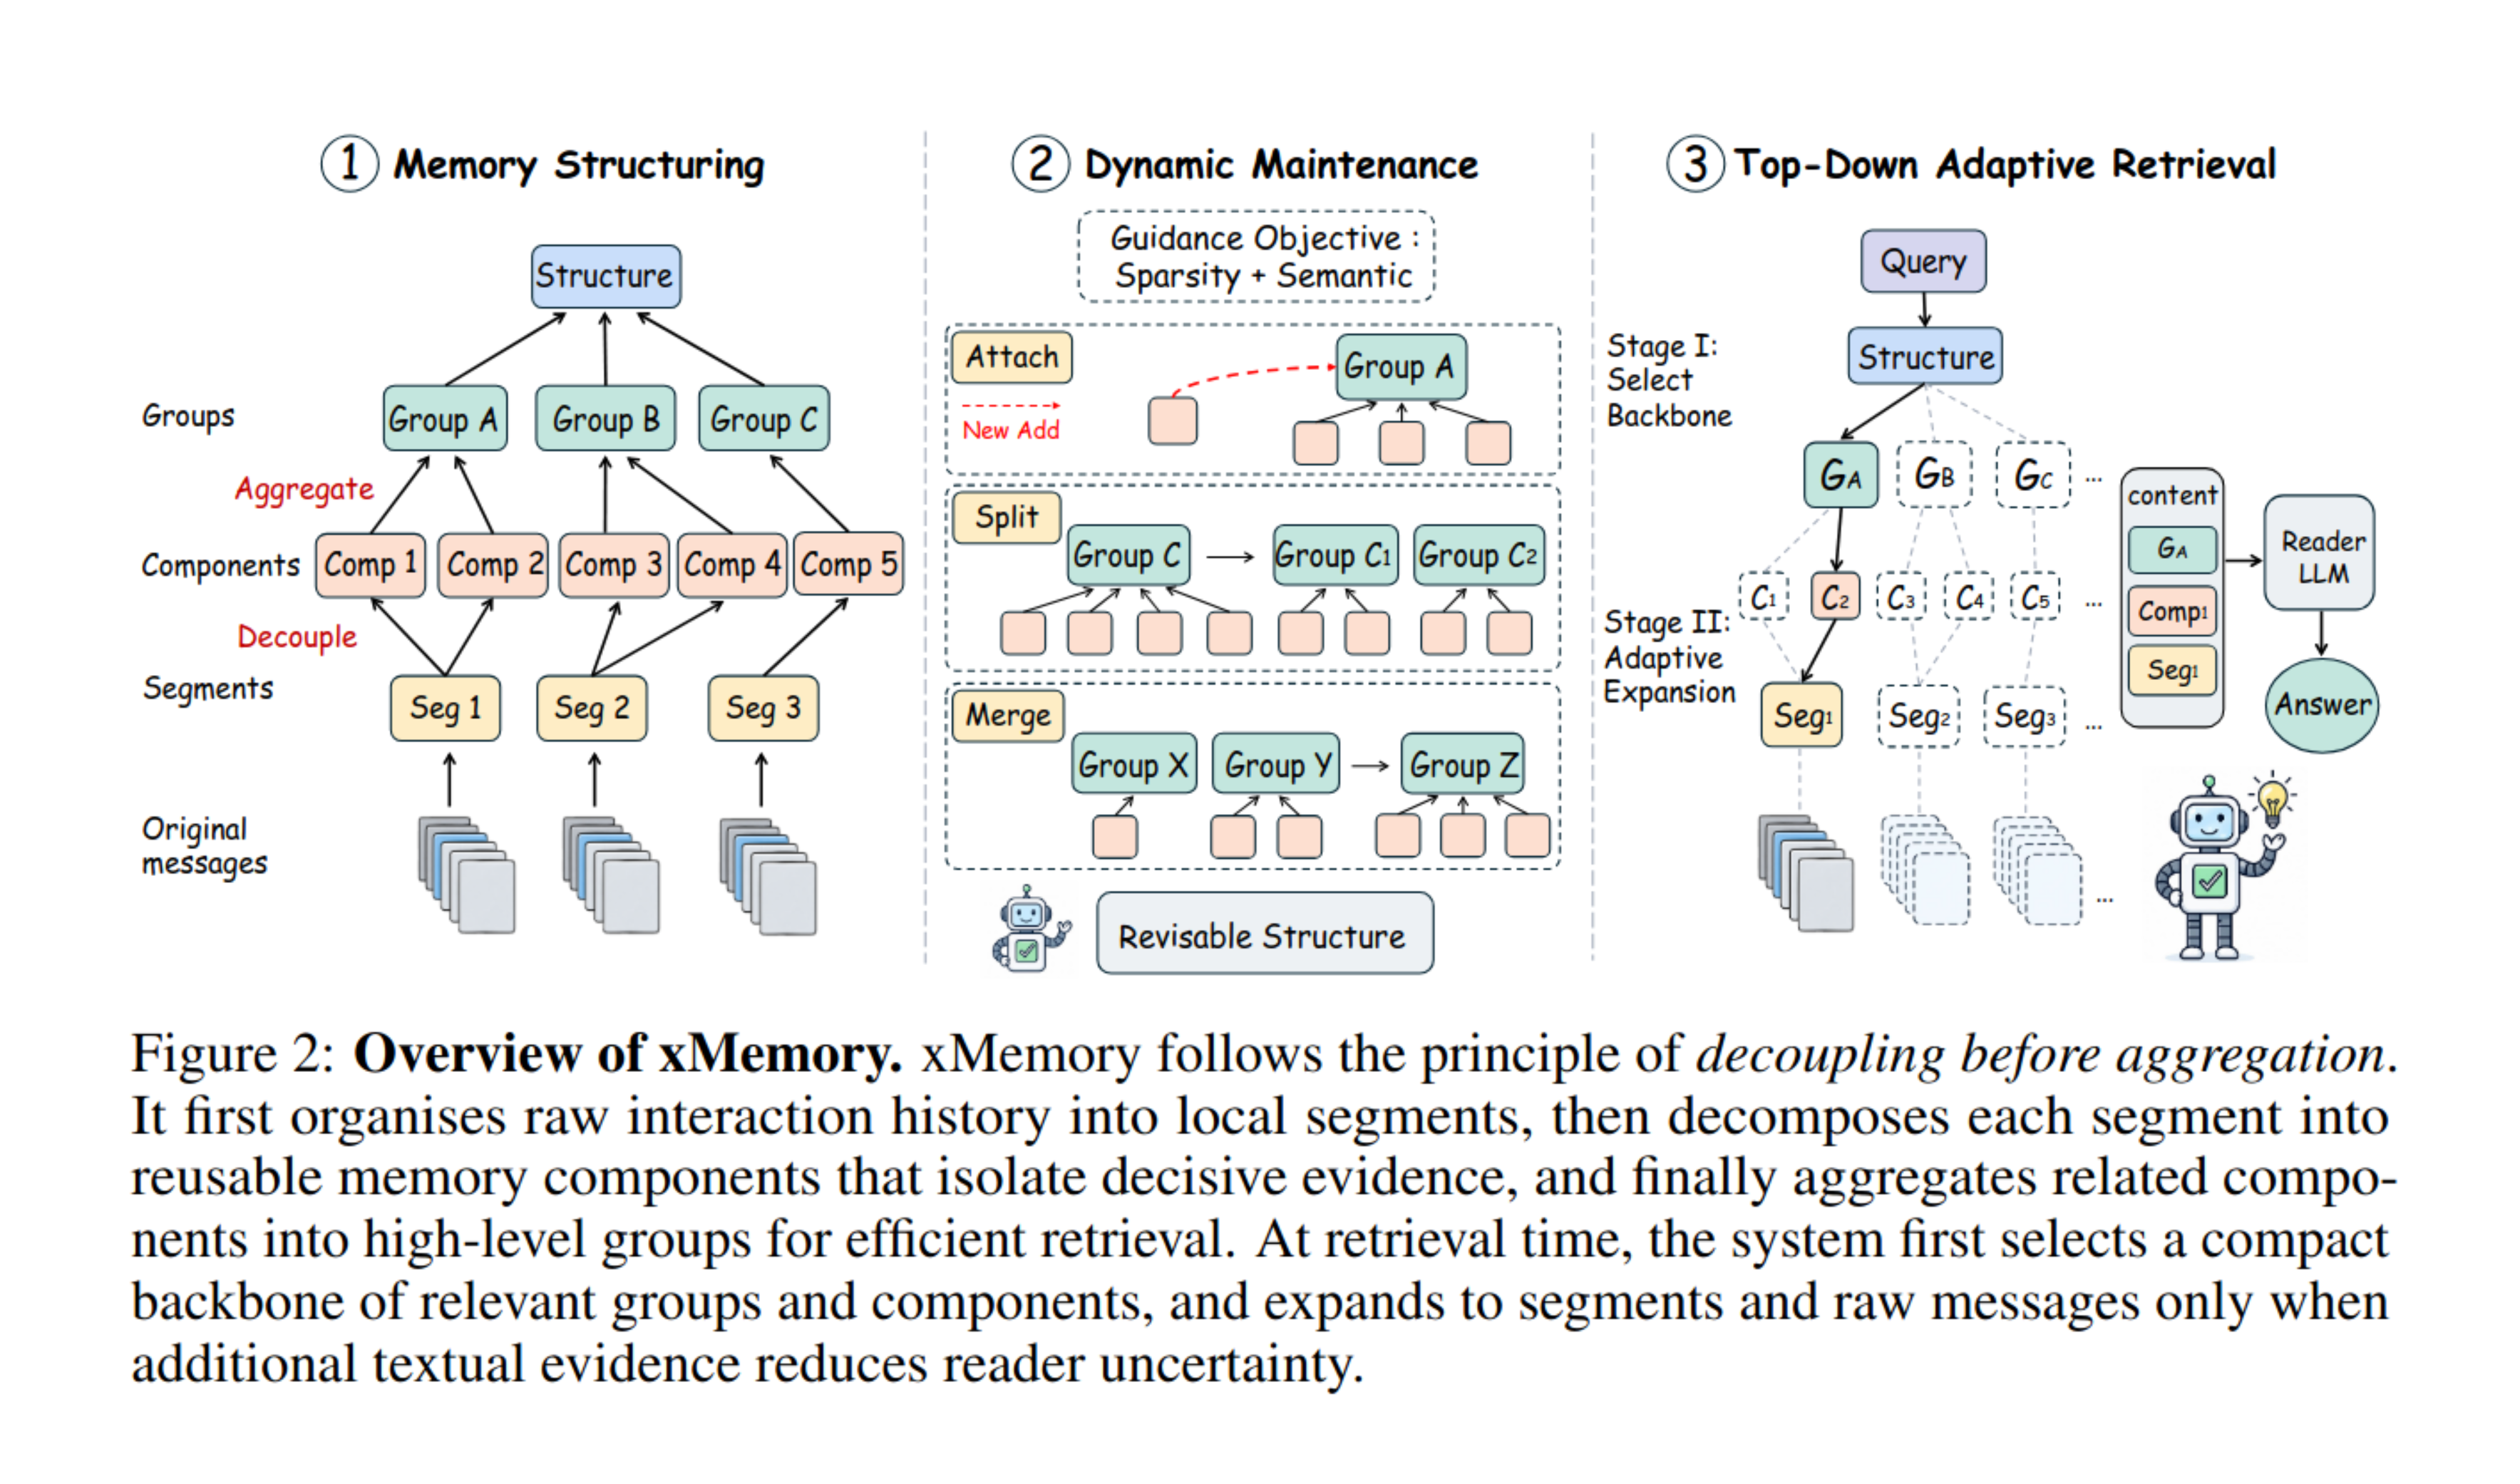 1 Memory Structuring
Structure
Groups
Group A
Group B
Group C
Aggregate
Components
Comp 1
Comp 2
Comp 3
Comp 4
Comp 5
Decouple
Segments
Seg 1
Seg 2
Seg 3
Original
messages
2 Dynamic Maintenance
Guidance Objective :
Sparsity + Semantic
Attach
New Add
Group A
Split
Group C
Group C1
Group C2
Merge
Group X
Group Y
Group Z
Revisable Structure
3 Top-Down Adaptive Retrieval
Query
Stage I:
Select
Backbone
Structure
GA
GB
GC
...
Stage II:
Adaptive
Expansion
C1
C2
C3
C4
C5
...
Seg1
Seg2
Seg3
...
...
content
GA
Comp1
Seg1
Reader
LLM
Answer
Figure 2: Overview of xMemory. xMemory follows the principle of decoupling before aggregation.
It first organises raw interaction history into local segments, then decomposes each segment into
reusable memory components that isolate decisive evidence, and finally aggregates related compo-
nents into high-level groups for efficient retrieval. At retrieval time, the system first selects a compact
backbone of relevant groups and components, and expands to segments and raw messages only when
additional textual evidence reduces reader uncertainty.